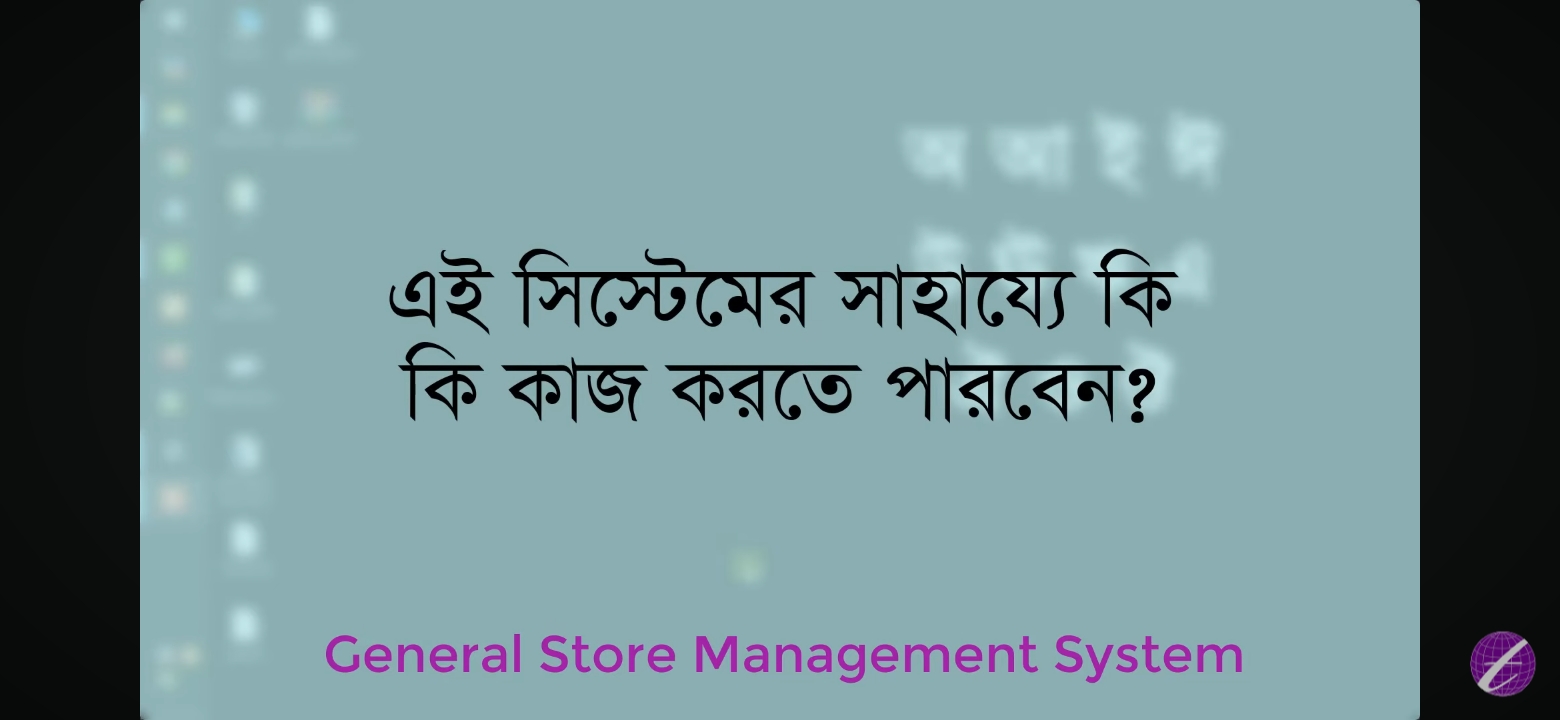 অ আ ই ঈ
এই সিস্টেমের সাহায্যে কি
কি কাজ করতে পারবেন?
General Store Management System